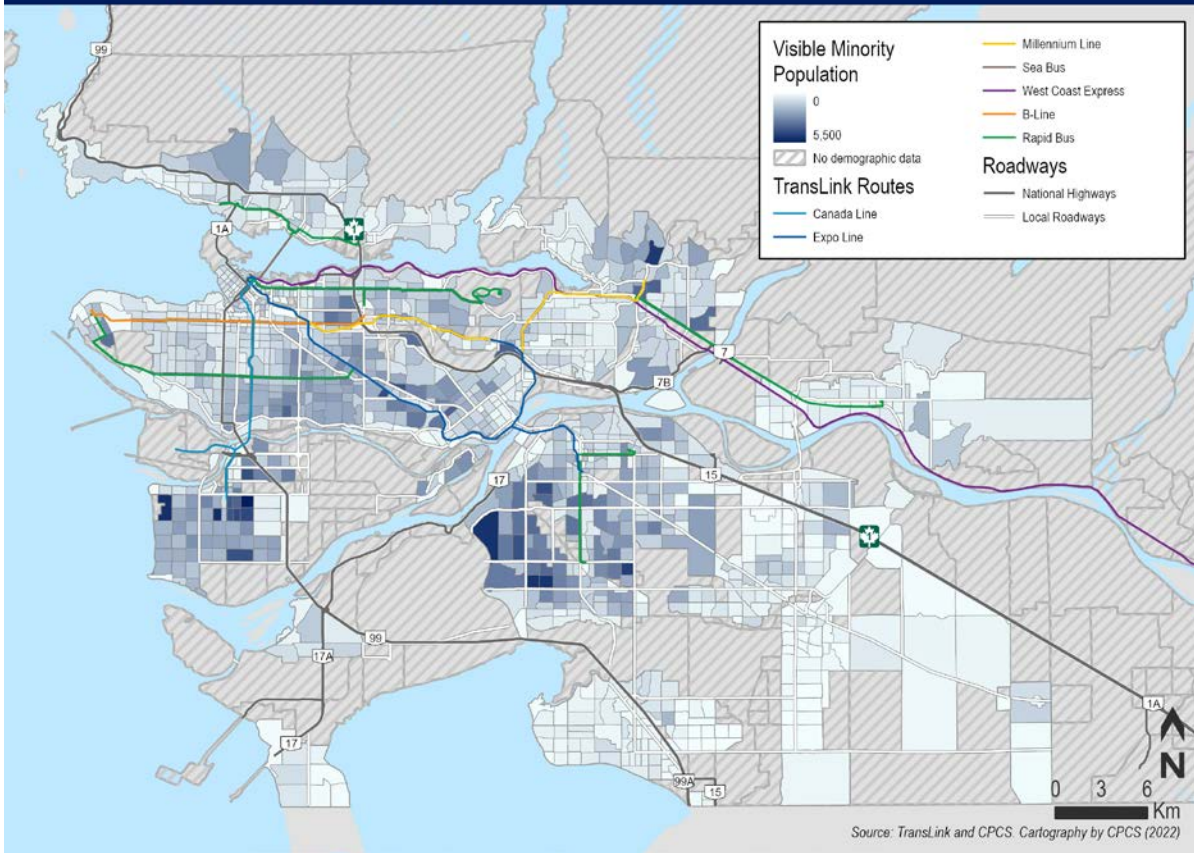 Visible Minority
Population
0
5,500
No demographic data
TransLink Routes
Canada Line
Expo Line
Millennium Line
Sea Bus
West Coast Express
B-Line
Rapid Bus
Roadways
National Highways
Local Roadways
99
1A
1
7
7B
17
15
1
99
17A
17
99A
15
1A
N
0 3 6
Km
Source: TransLink and CPCS. Cartography by CPCS (2022)